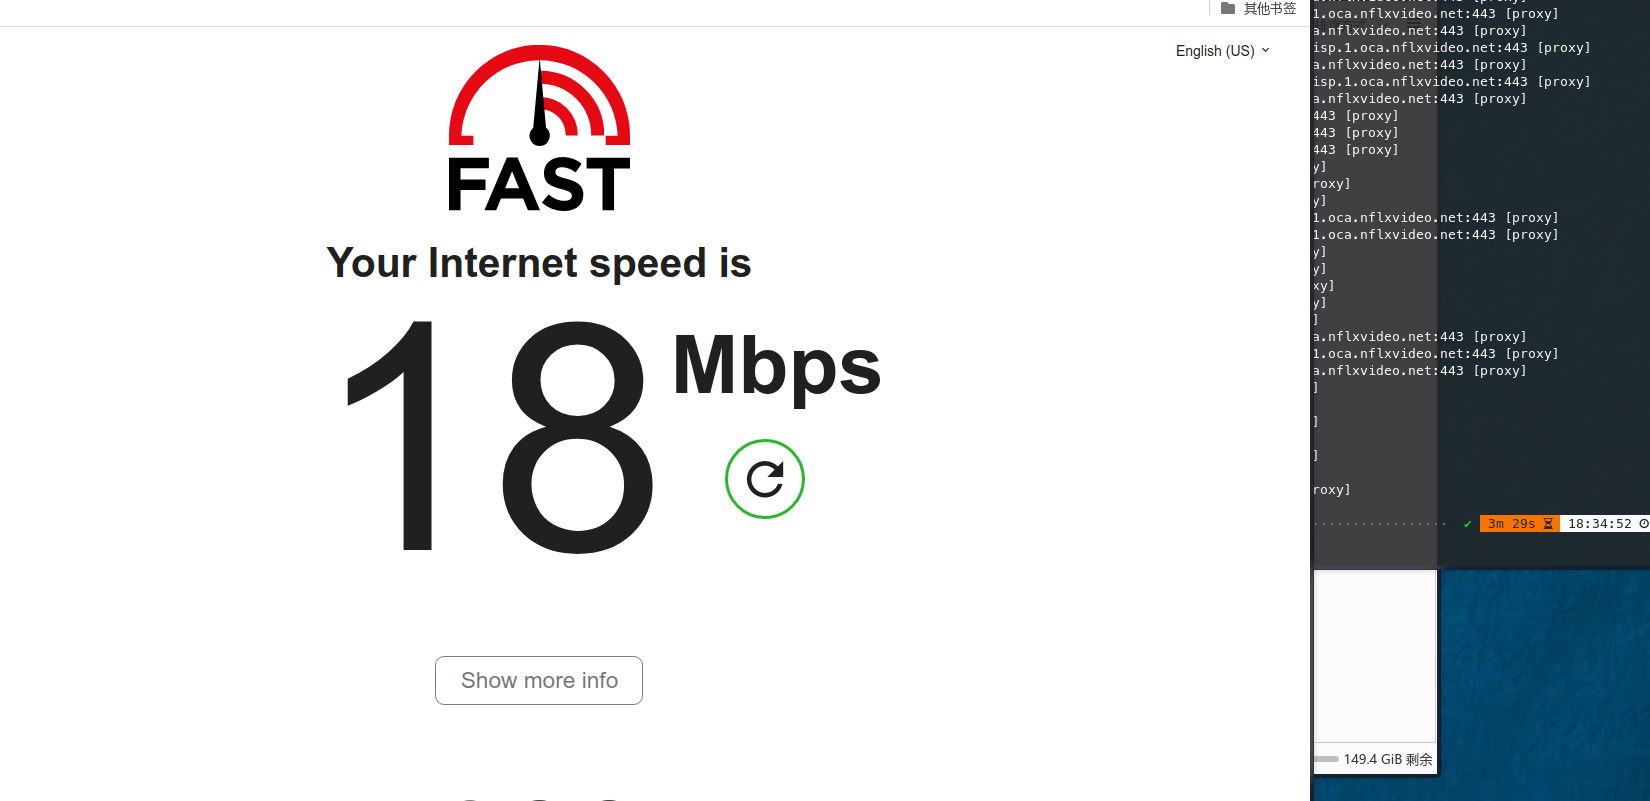 其他书签
English (US)
FAST
Your Internet speed is
18 Mbps
Show more info
1.oca.nflxvideo.net:443 [proxy]
a.nflxvideo.net:443 [proxy]
isp.1.oca.nflxvideo.net:443 [proxy]
a.nflxvideo.net:443 [proxy]
isp.1.oca.nflxvideo.net:443 [proxy]
a.nflxvideo.net:443 [proxy]
443 [proxy]
443 [proxy]
443 [proxy]
y]
roxy]
y]
1.oca.nflxvideo.net:443 [proxy]
1.oca.nflxvideo.net:443 [proxy]
y]
y]
xy]
y]
]
a.nflxvideo.net:443 [proxy]
1.oca.nflxvideo.net:443 [proxy]
a.nflxvideo.net:443 [proxy]
]
]
]
roxy]
✔ 3m 29s 18:34:52
149.4 GiB 剩余